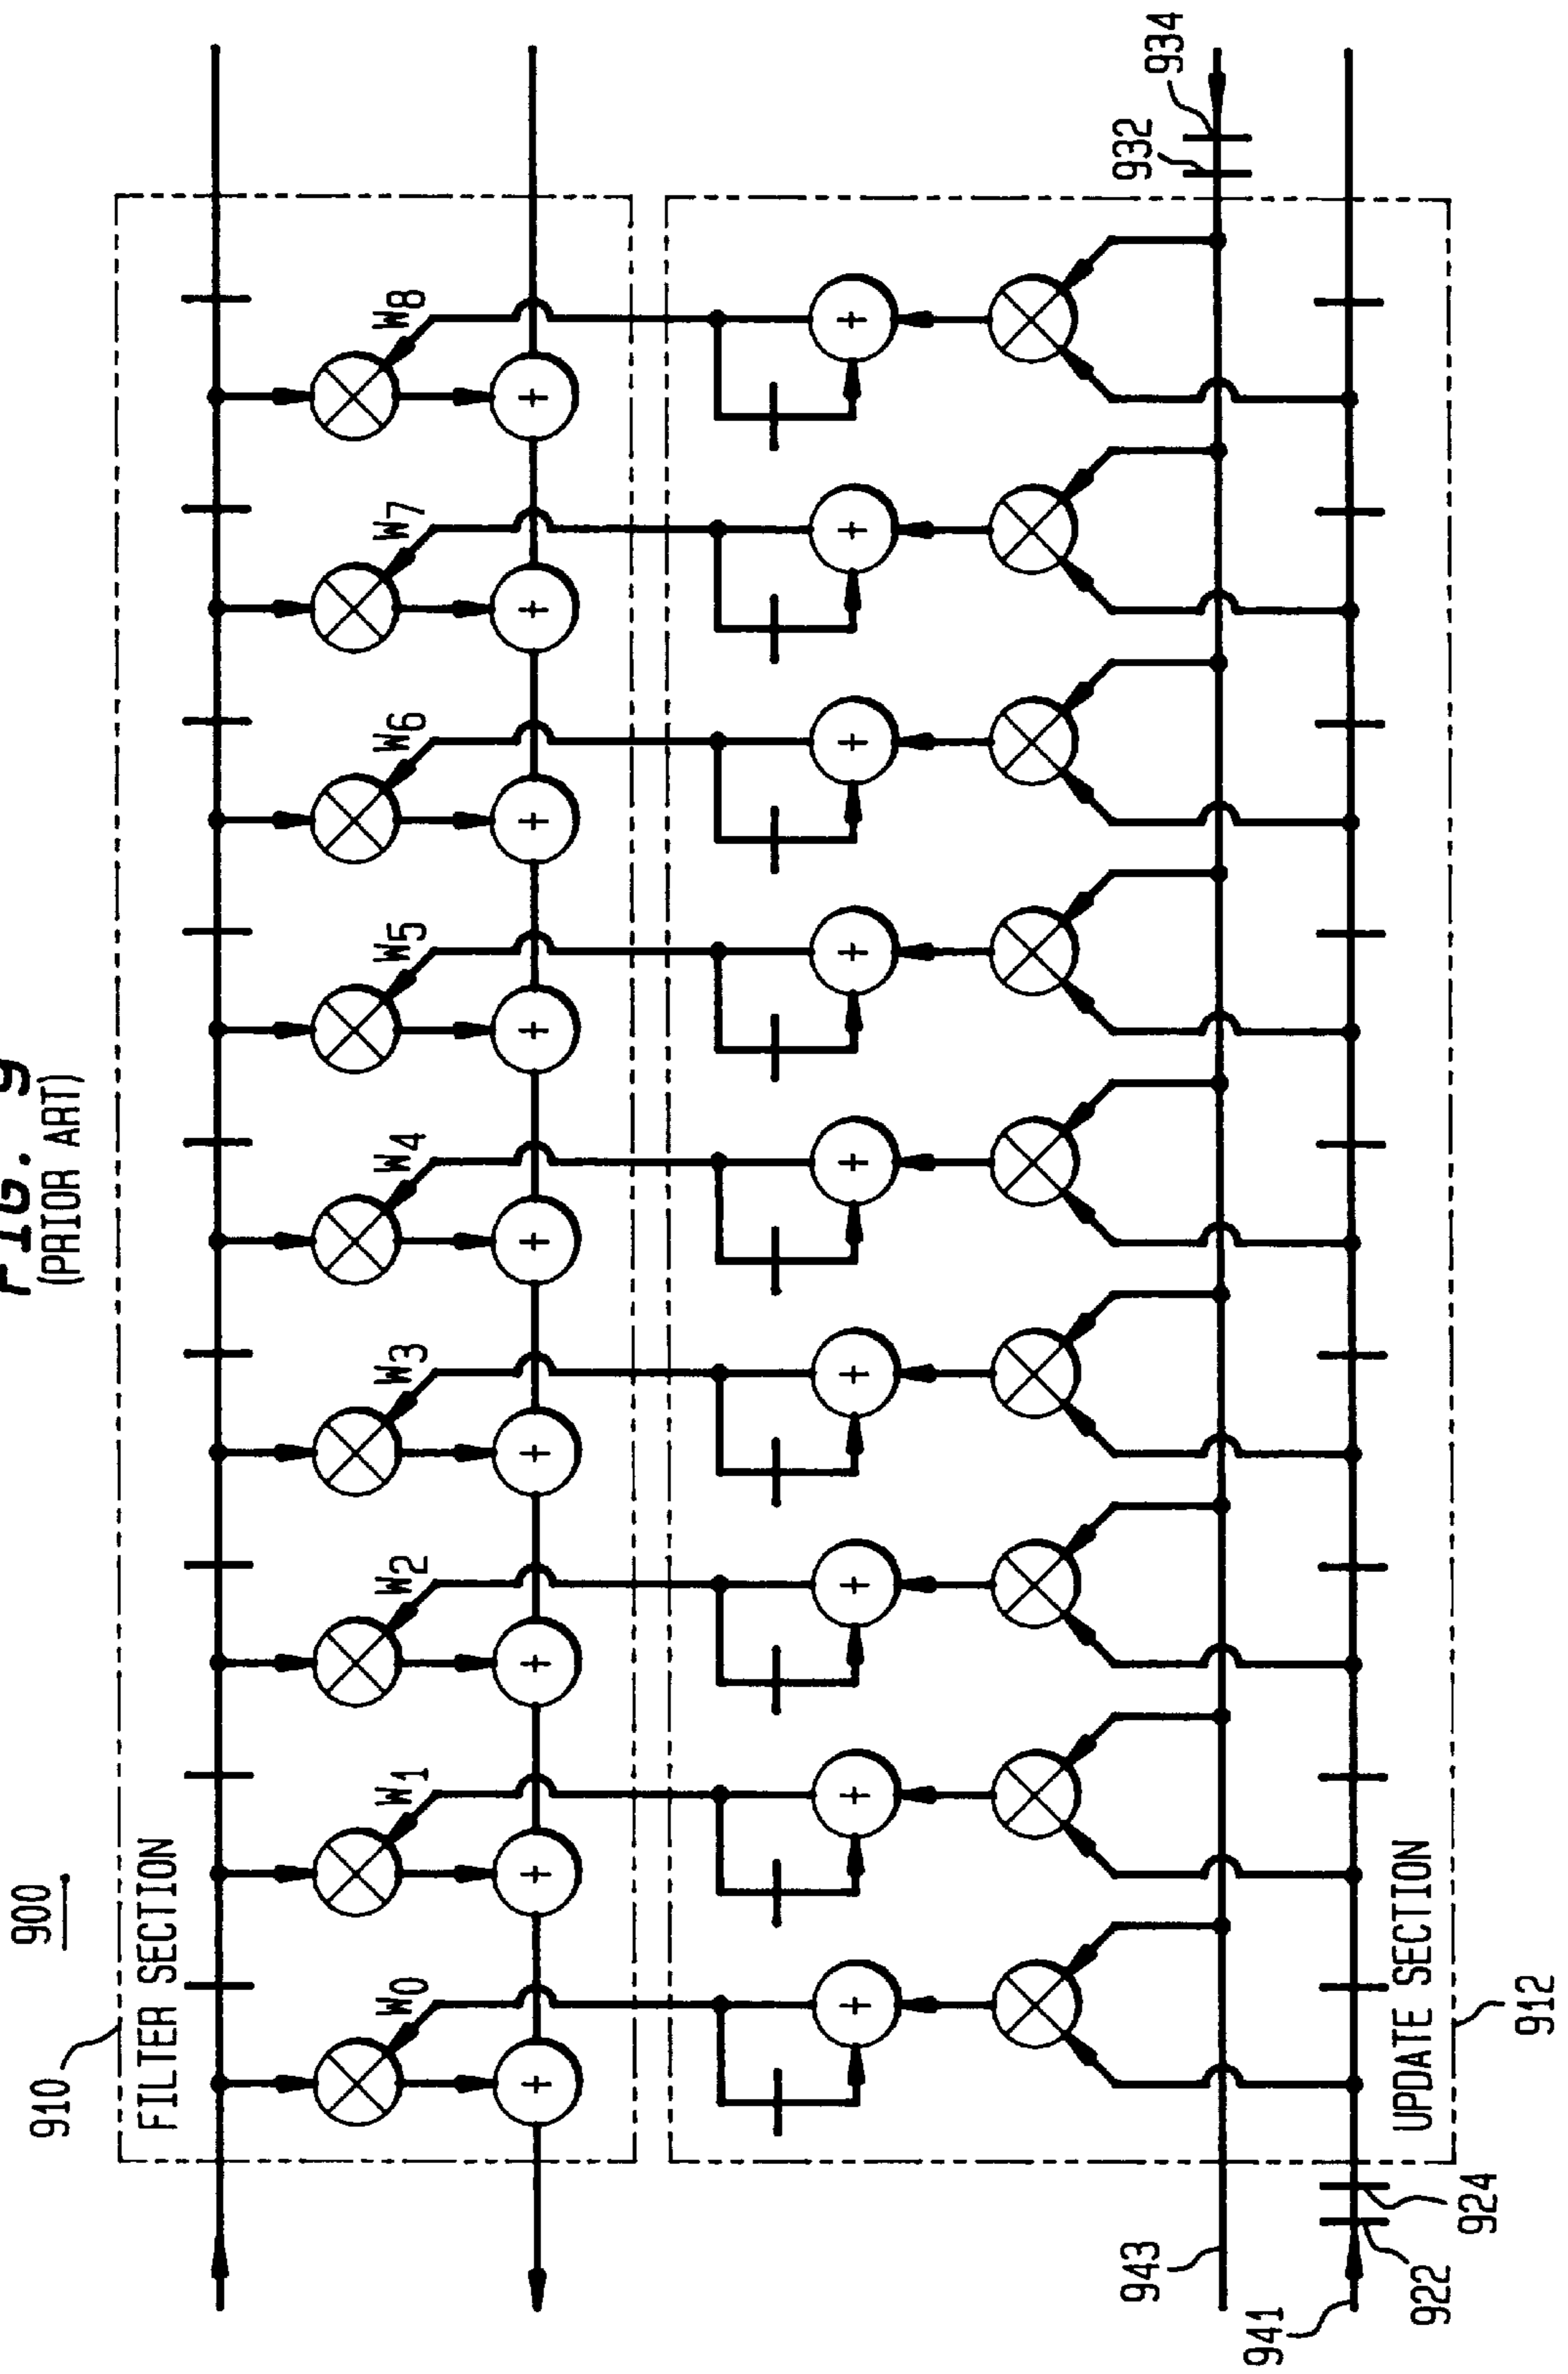 FIG. 9
(PRIOR ART)
900
910
FILTER SECTION
W0
W1
W2
W3
W4
W5
W6
W7
W8
932
934
943
941
922
924
UPDATE SECTION
912